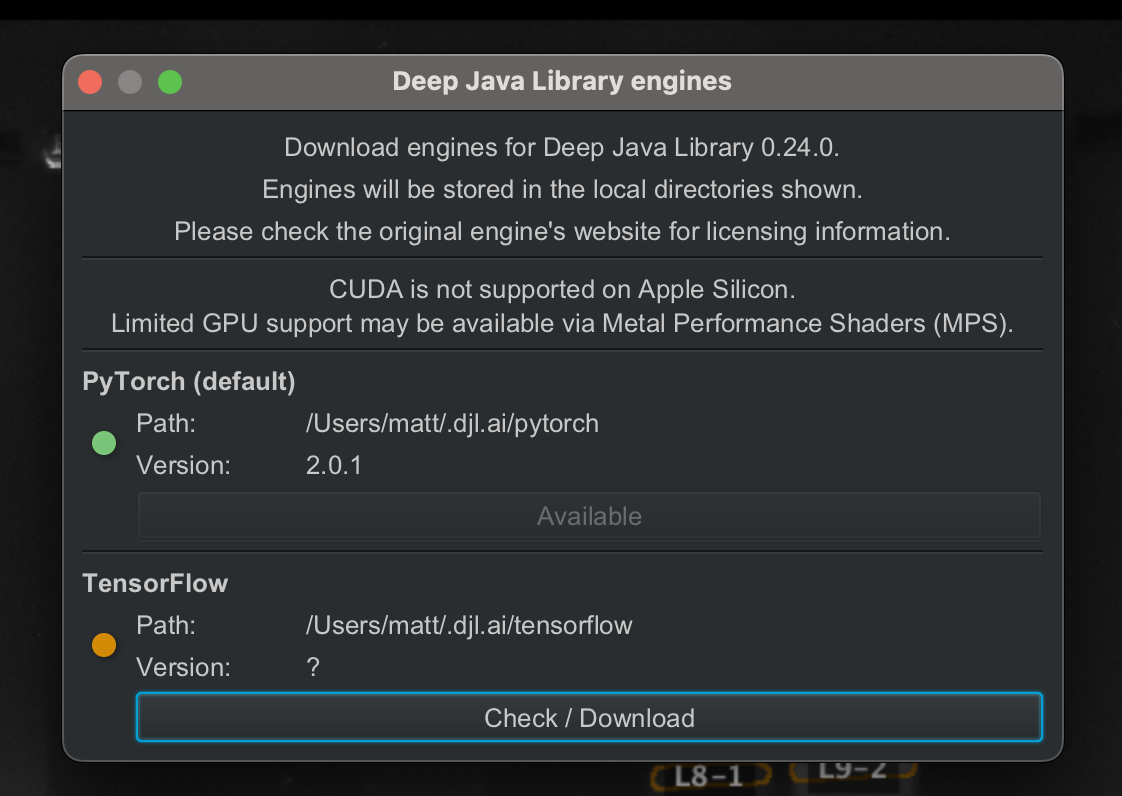 Deep Java Library engines
Download engines for Deep Java Library 0.24.0.
Engines will be stored in the local directories shown.
Please check the original engine's website for licensing information.
CUDA is not supported on Apple Silicon.
Limited GPU support may be available via Metal Performance Shaders (MPS).
PyTorch (default)
Path: /Users/matt/.djl.ai/pytorch
Version: 2.0.1
Available
TensorFlow
Path: /Users/matt/.djl.ai/tensorflow
Version: ?
Check / Download
L8-1 L9-2